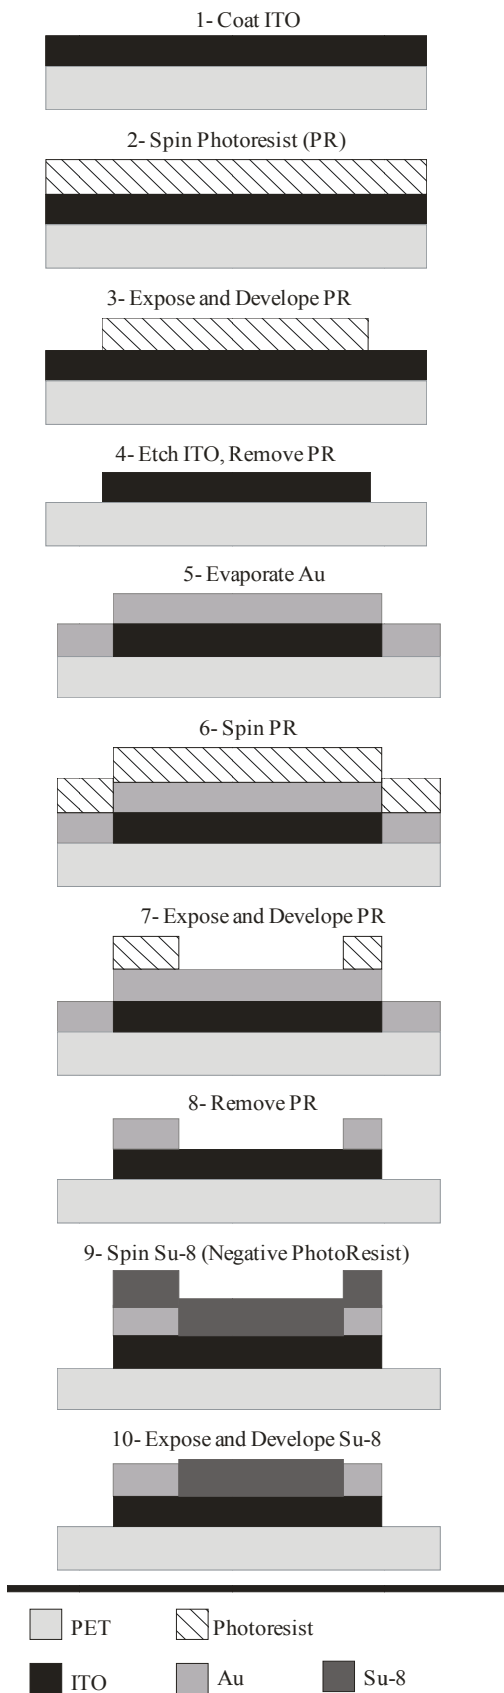 1- Coat ITO
2- Spin Photoresist (PR)
3- Expose and Develope PR
4- Etch ITO, Remove PR
5- Evaporate Au
6- Spin PR
7- Expose and Develope PR
8- Remove PR
9- Spin Su-8 (Negative PhotoResist)
10- Expose and Develope Su-8
PET Photoresist
ITO Au Su-8